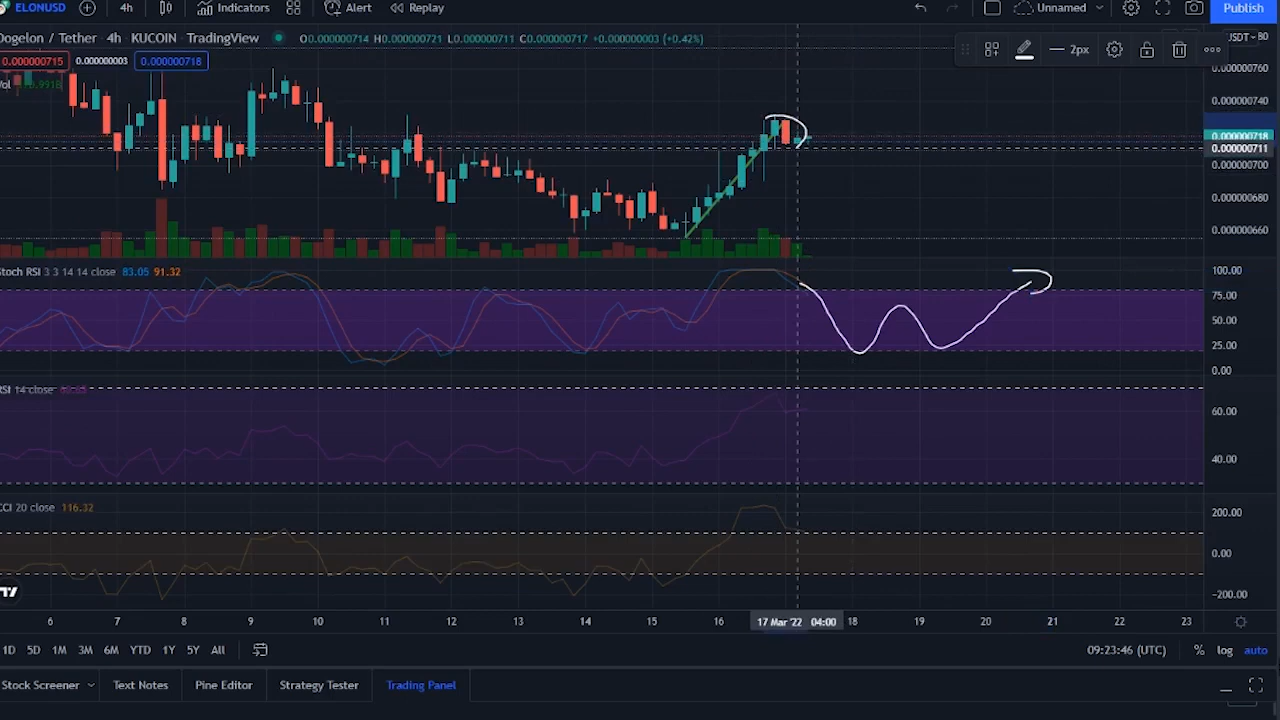 ELONUSD 4h Indicators Alert Replay Unnamed Publish
Dogelon / Tether 4h KUCOIN TradingView O0.000000714 H0.000000721 L0.000000711 C0.000000717 +0.000000003 (+0.42%)
USDT
2px
0.000000715 0.000000003 0.000000718
0.000000760
0.000000740
0.000000718
0.000000711
0.000000700
0.000000680
0.000000660
Stoch RSI 3 3 14 14 close 83.05 91.32
100.00
75.00
50.00
25.00
0.00
RSI 14 close
60.00
40.00
CCI 20 close 116.32
200.00
0.00
-200.00
6 7 8 9 10 11 12 13 14 15 16 17 Mar '22 04:00 18 19 20 21 22 23
1D 5D 1M 3M 6M YTD 1Y 5Y All 09:23:46 (UTC) % log auto
Stock Screener Text Notes Pine Editor Strategy Tester Trading Panel